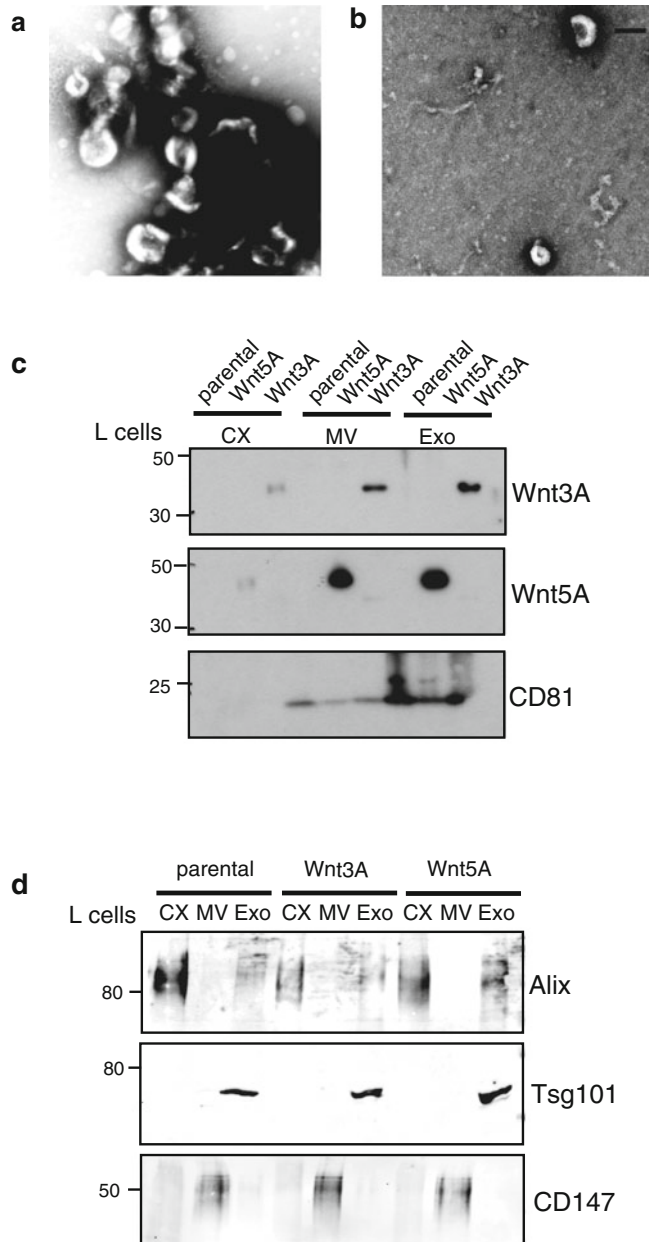 a
b
c
parental Wnt5A Wnt3A parental Wnt5A Wnt3A parental Wnt5A Wnt3A
L cells
CX MV Exo
50
30
Wnt3A
50
30
Wnt5A
25
CD81
d
parental Wnt3A Wnt5A
L cells
CX MV Exo CX MV Exo CX MV Exo
80
Alix
80
Tsg101
50
CD147